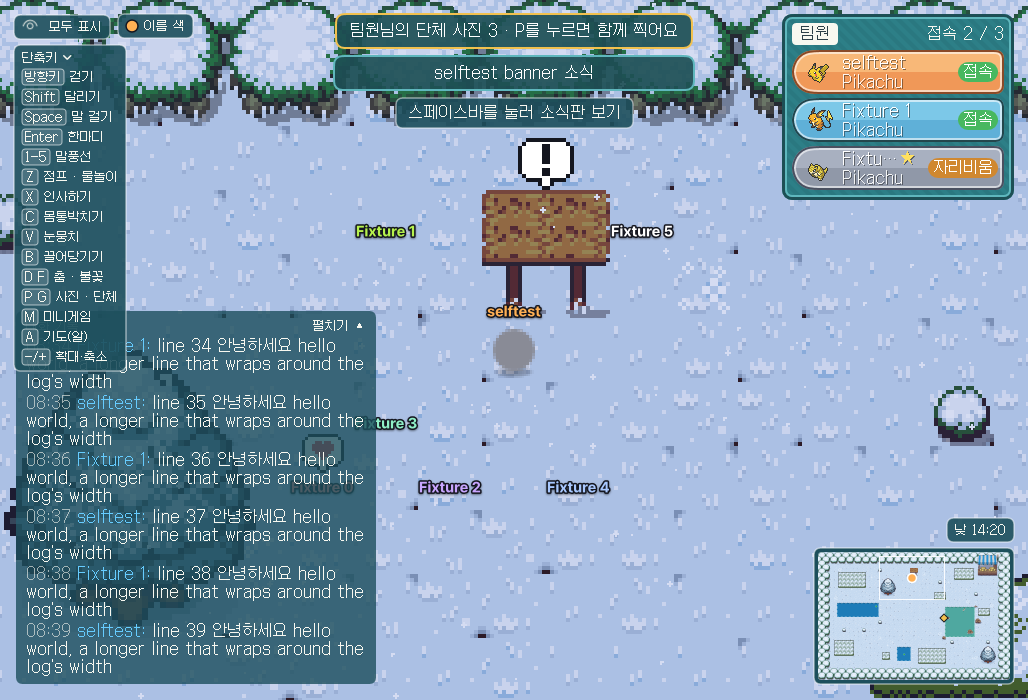 모두 표시
이름 색
팀원님의 단체 사진 3 · P를 누르면 함께 찍어요
selftest banner 소식
스페이스바를 눌러 소식판 보기
팀원
접속 2 / 3
selftest
Pikachu
접속
Fixture 1
Pikachu
접속
Fixtu…
Pikachu
자리비움
단축키
방향키 걷기
Shift 달리기
Space 말 걸기
Enter 한마디
1-5 말풍선
Z 점프 · 물놀이
X 인사하기
C 몸통박치기
V 눈뭉치
B 끌어당기기
D F 춤 · 불꽃
P G 사진 · 단체
M 미니게임
A 기도(알)
-/+ 확대·축소
Fixture 1
Fixture 5
selftest
Fixture 3
Fixture 0
Fixture 2
Fixture 4
펼치기
1: line 34 안녕하세요 hello
longer line that wraps around the
log's width
08:35 selftest: line 35 안녕하세요 hello
world, a longer line that wraps around the
log's width
08:36 Fixture 1: line 36 안녕하세요 hello
world, a longer line that wraps around the
log's width
08:37 selftest: line 37 안녕하세요 hello
world, a longer line that wraps around the
log's width
08:38 Fixture 1: line 38 안녕하세요 hello
world, a longer line that wraps around the
log's width
08:39 selftest: line 39 안녕하세요 hello
world, a longer line that wraps around the
log's width
낮 14:20